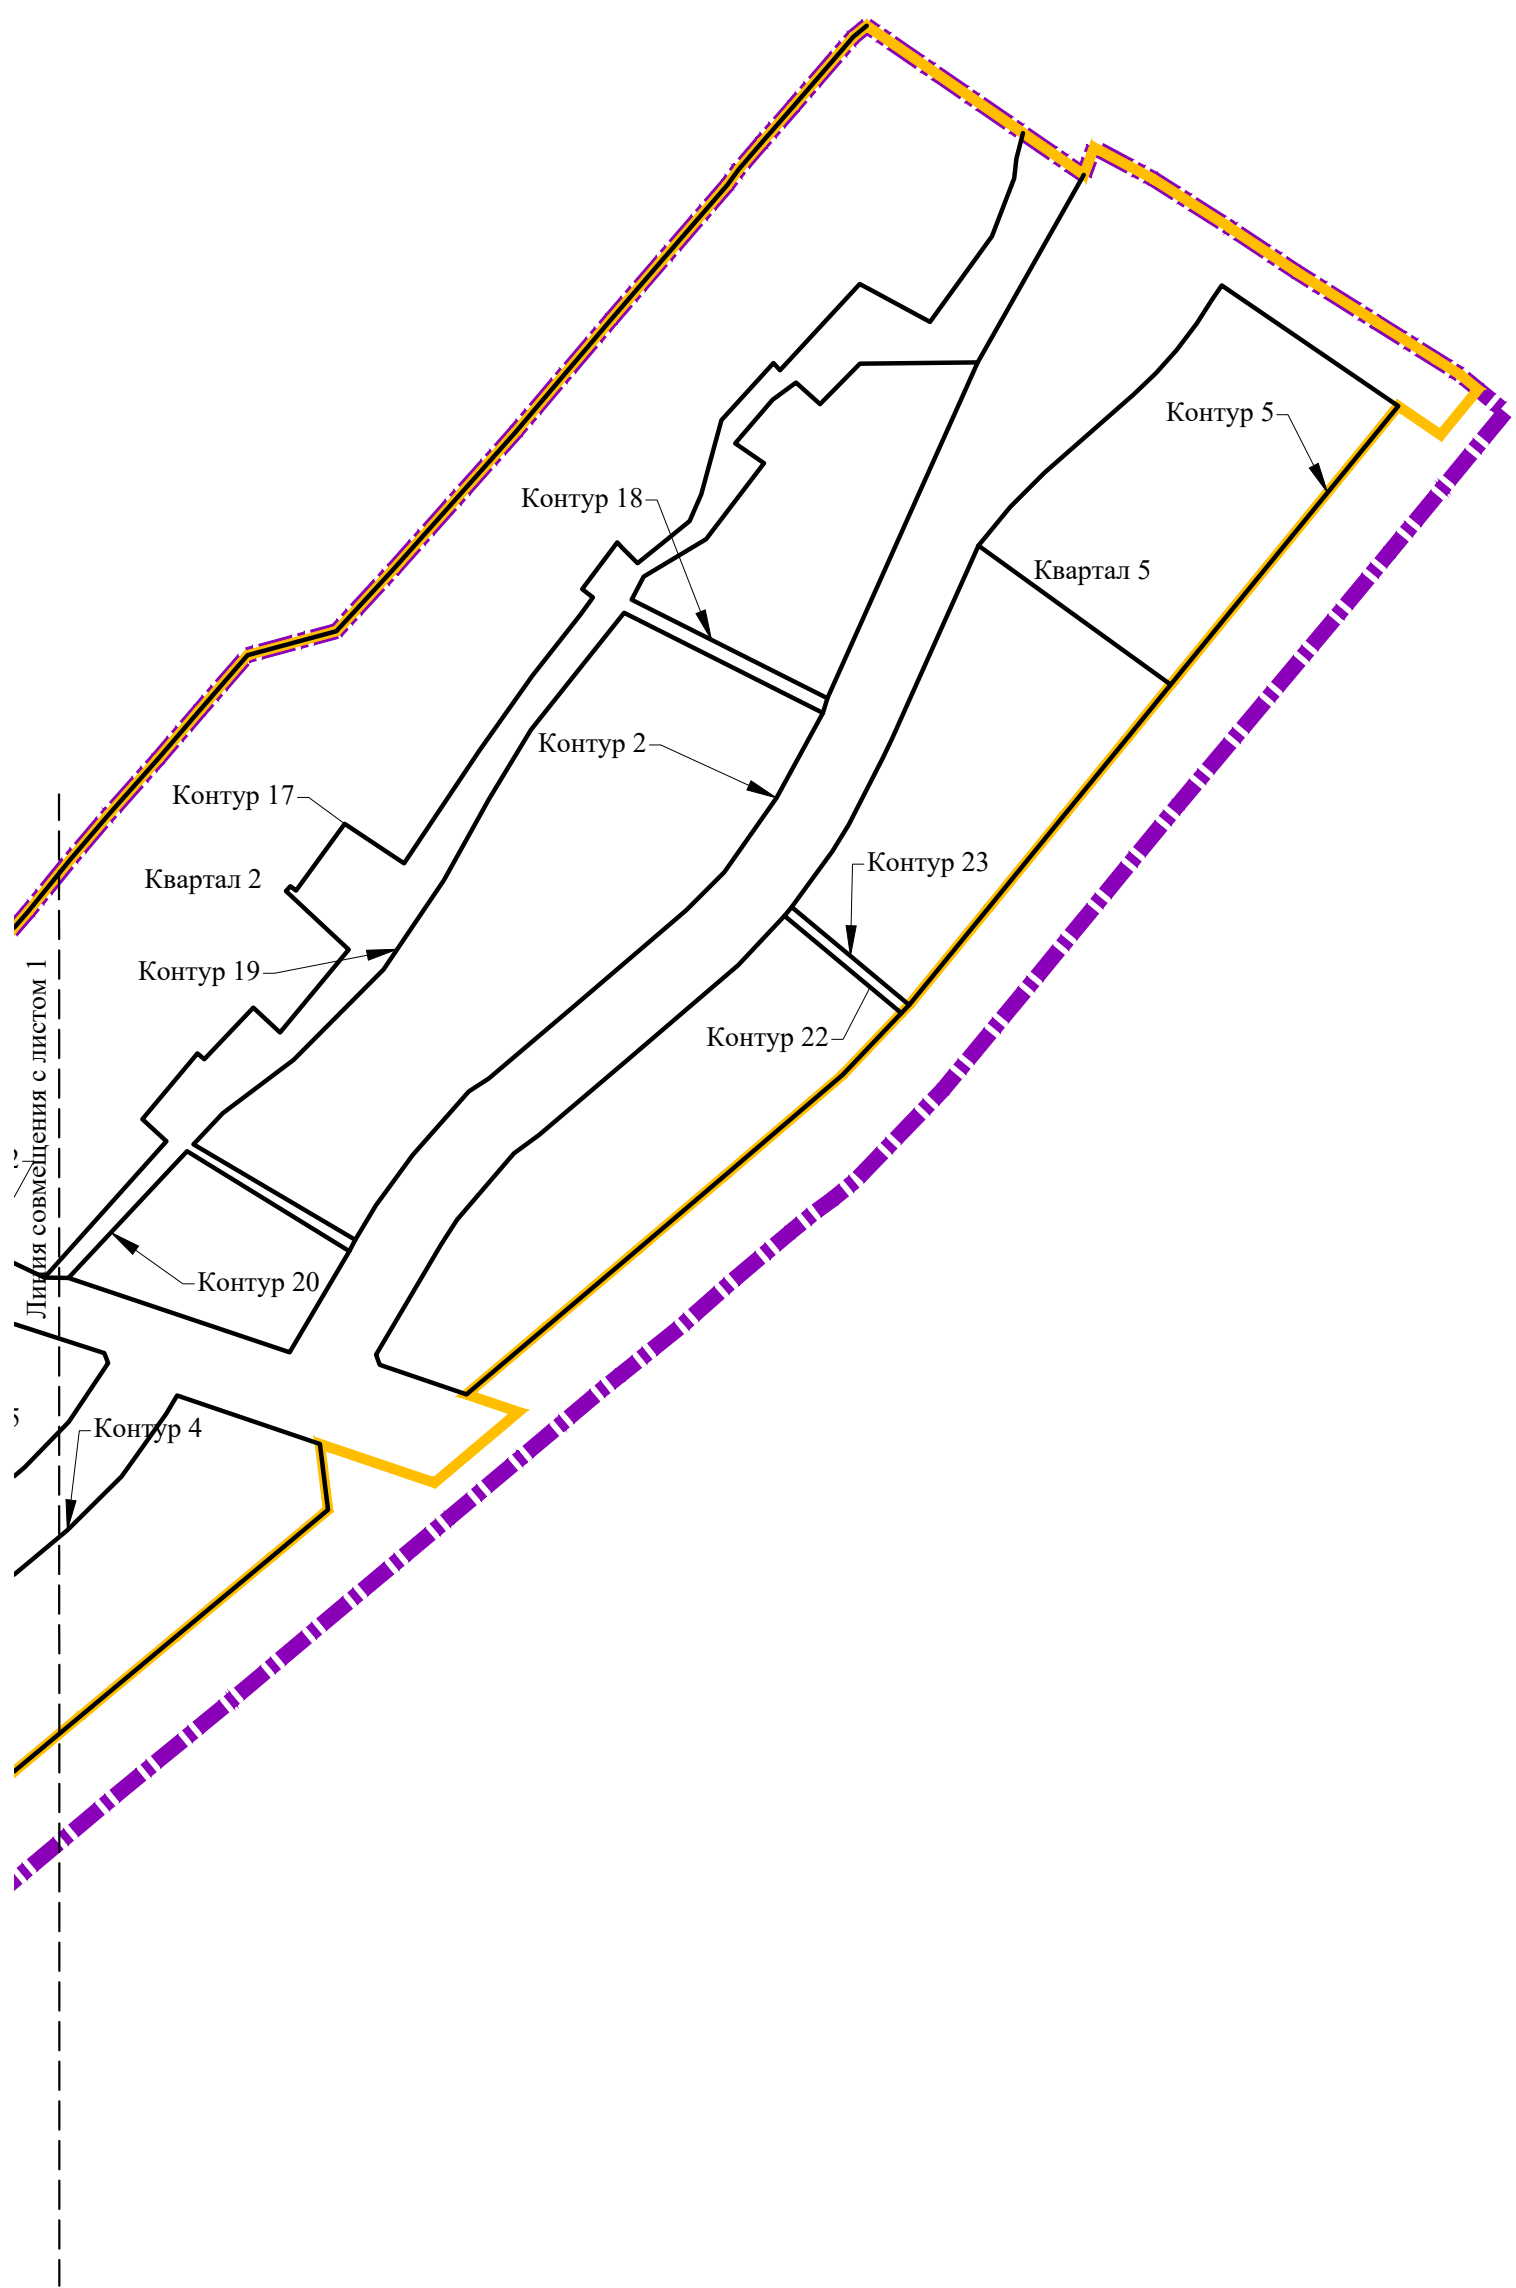 Контур 5
Контур 18
Квартал 5
Контур 2
Контур 17
Контур 23
Квартал 2
Контур 19
Линия совмещения с листом 1
Контур 22
Контур 20
Контур 4
5